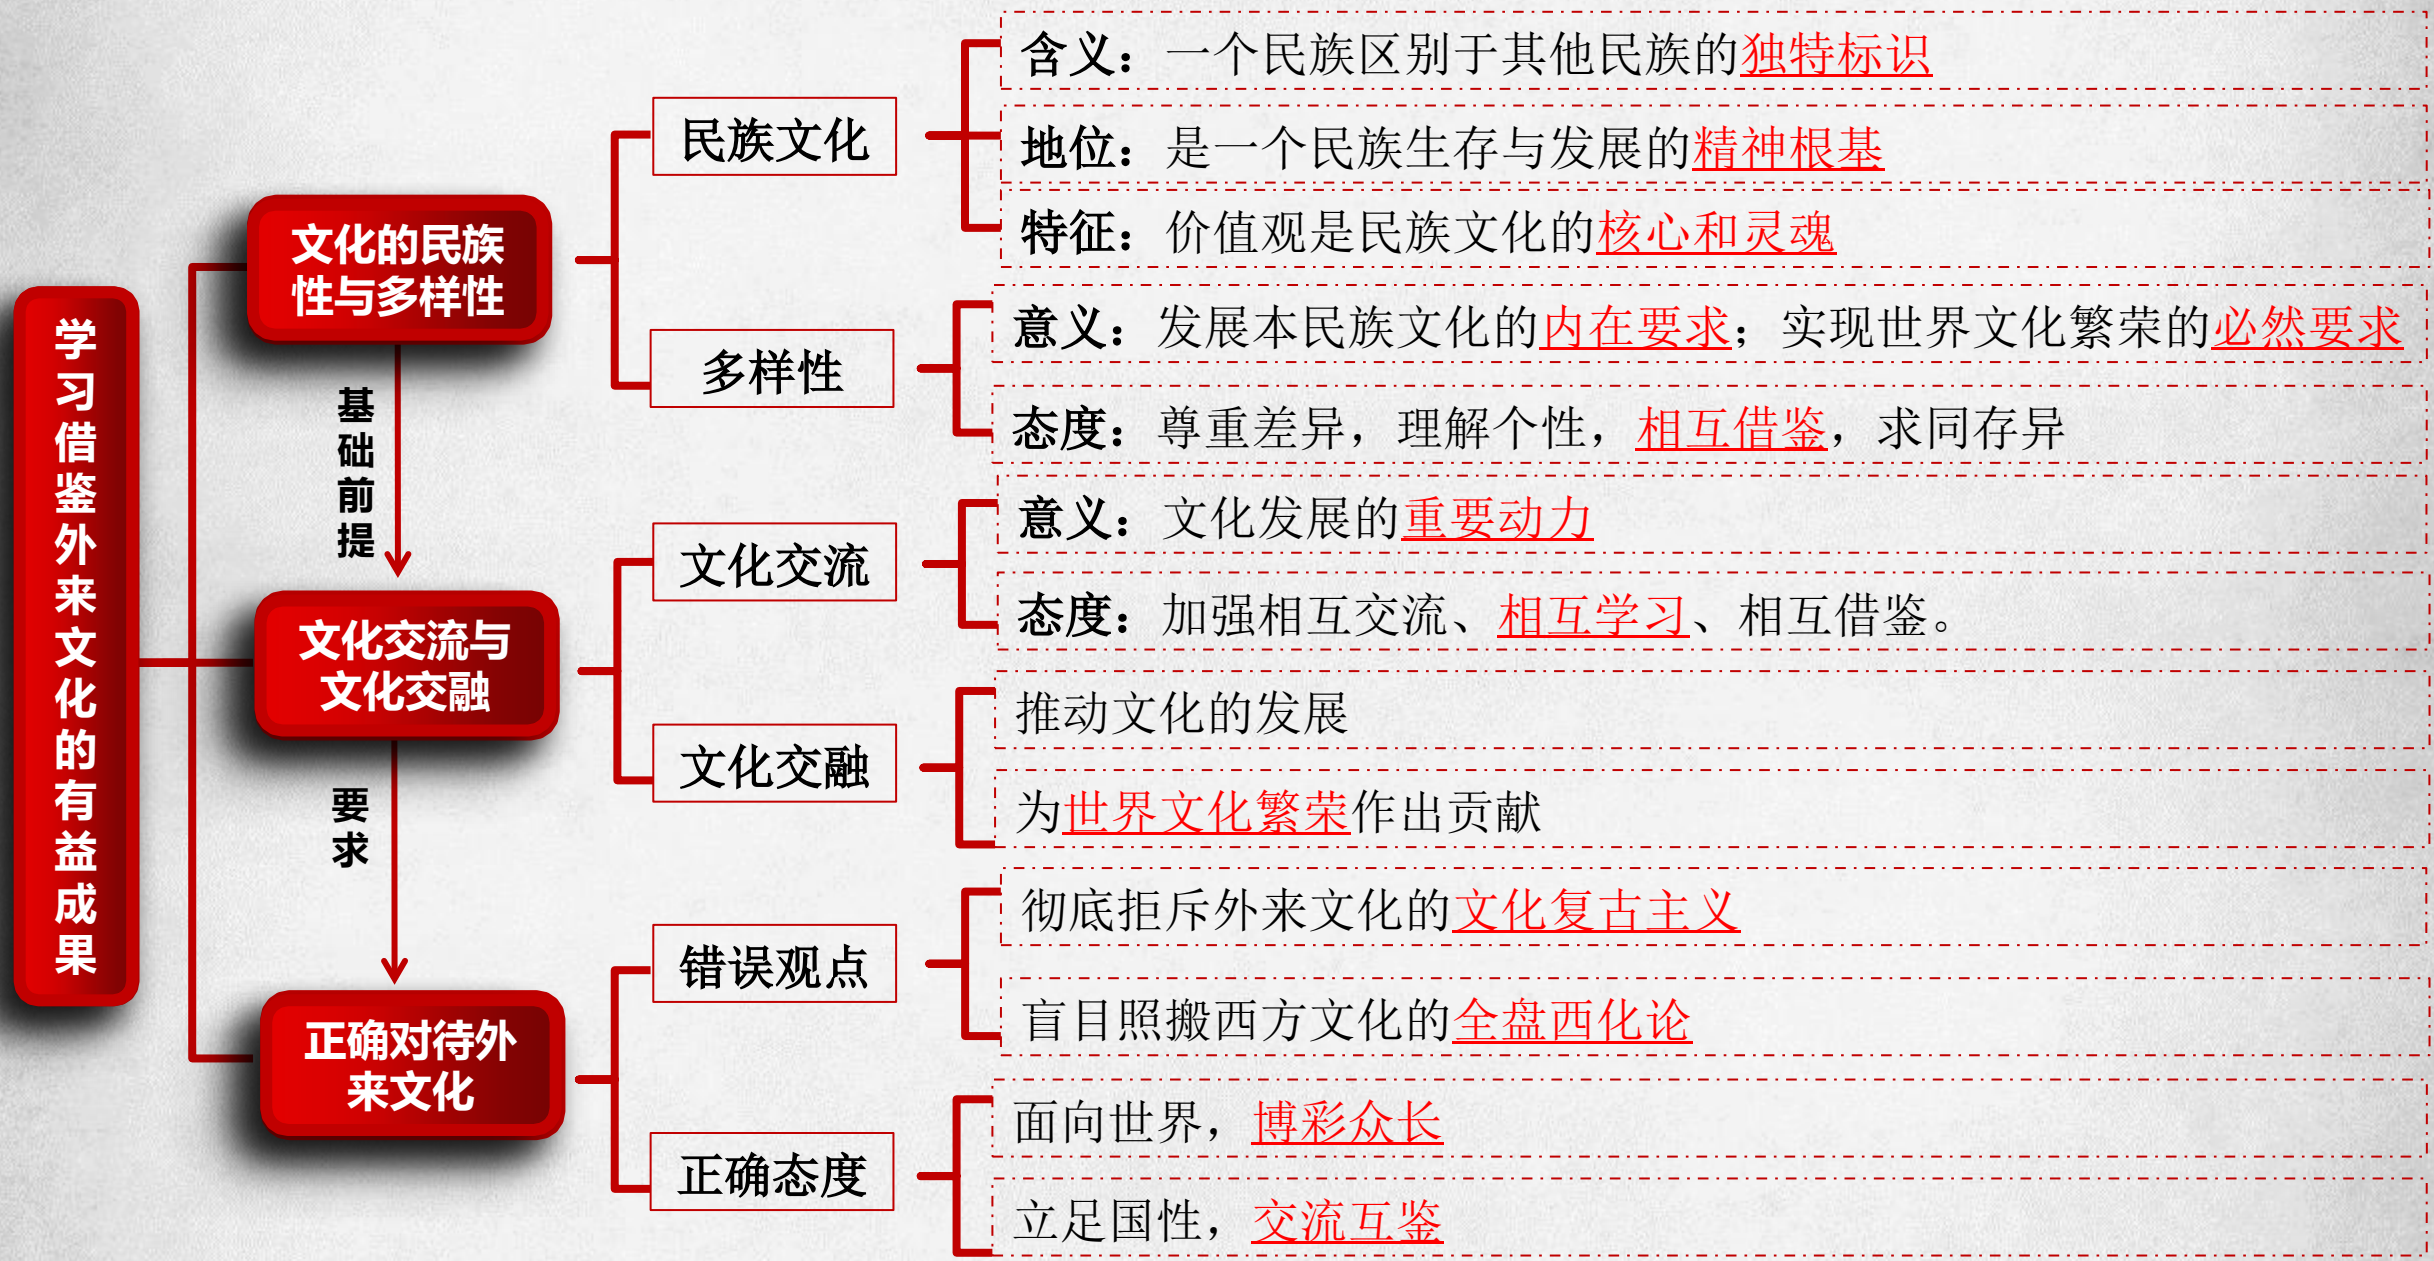 学习借鉴外来文化的有益成果
文化的民族
性与多样性
基础前提
文化交流与
文化交融
要求
正确对待外
来文化
民族文化
含义：一个民族区别于其他民族的独特标识
地位：是一个民族生存与发展的精神根基
特征：价值观是民族文化的核心和灵魂
多样性
意义：发展本民族文化的内在要求；实现世界文化繁荣的必然要求
态度：尊重差异，理解个性，相互借鉴，求同存异
文化交流
意义：文化发展的重要动力
态度：加强相互交流、相互学习、相互借鉴。
文化交融
推动文化的发展
为世界文化繁荣作出贡献
错误观点
彻底拒斥外来文化的文化复古主义
盲目照搬西方文化的全盘西化论
正确态度
面向世界，博彩众长
立足国性，交流互鉴